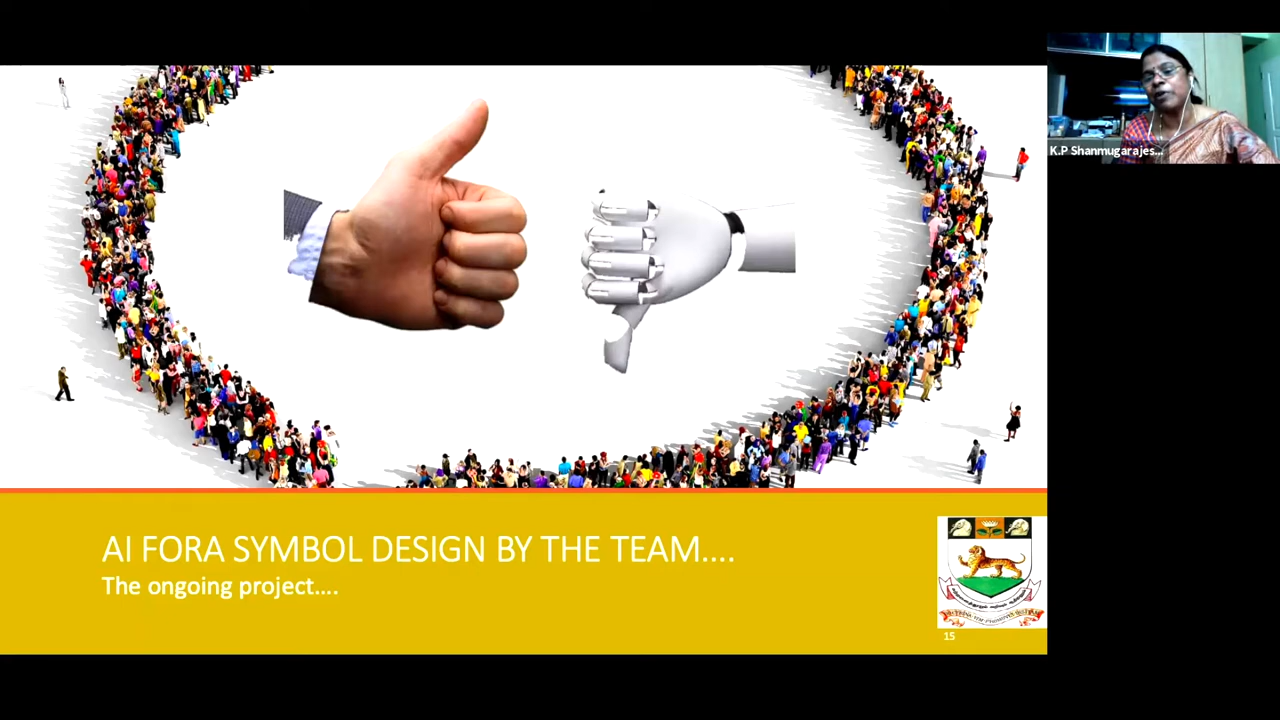 K.P Shanmugarajes...
AI FORA SYMBOL DESIGN BY THE TEAM....
The ongoing project....
15